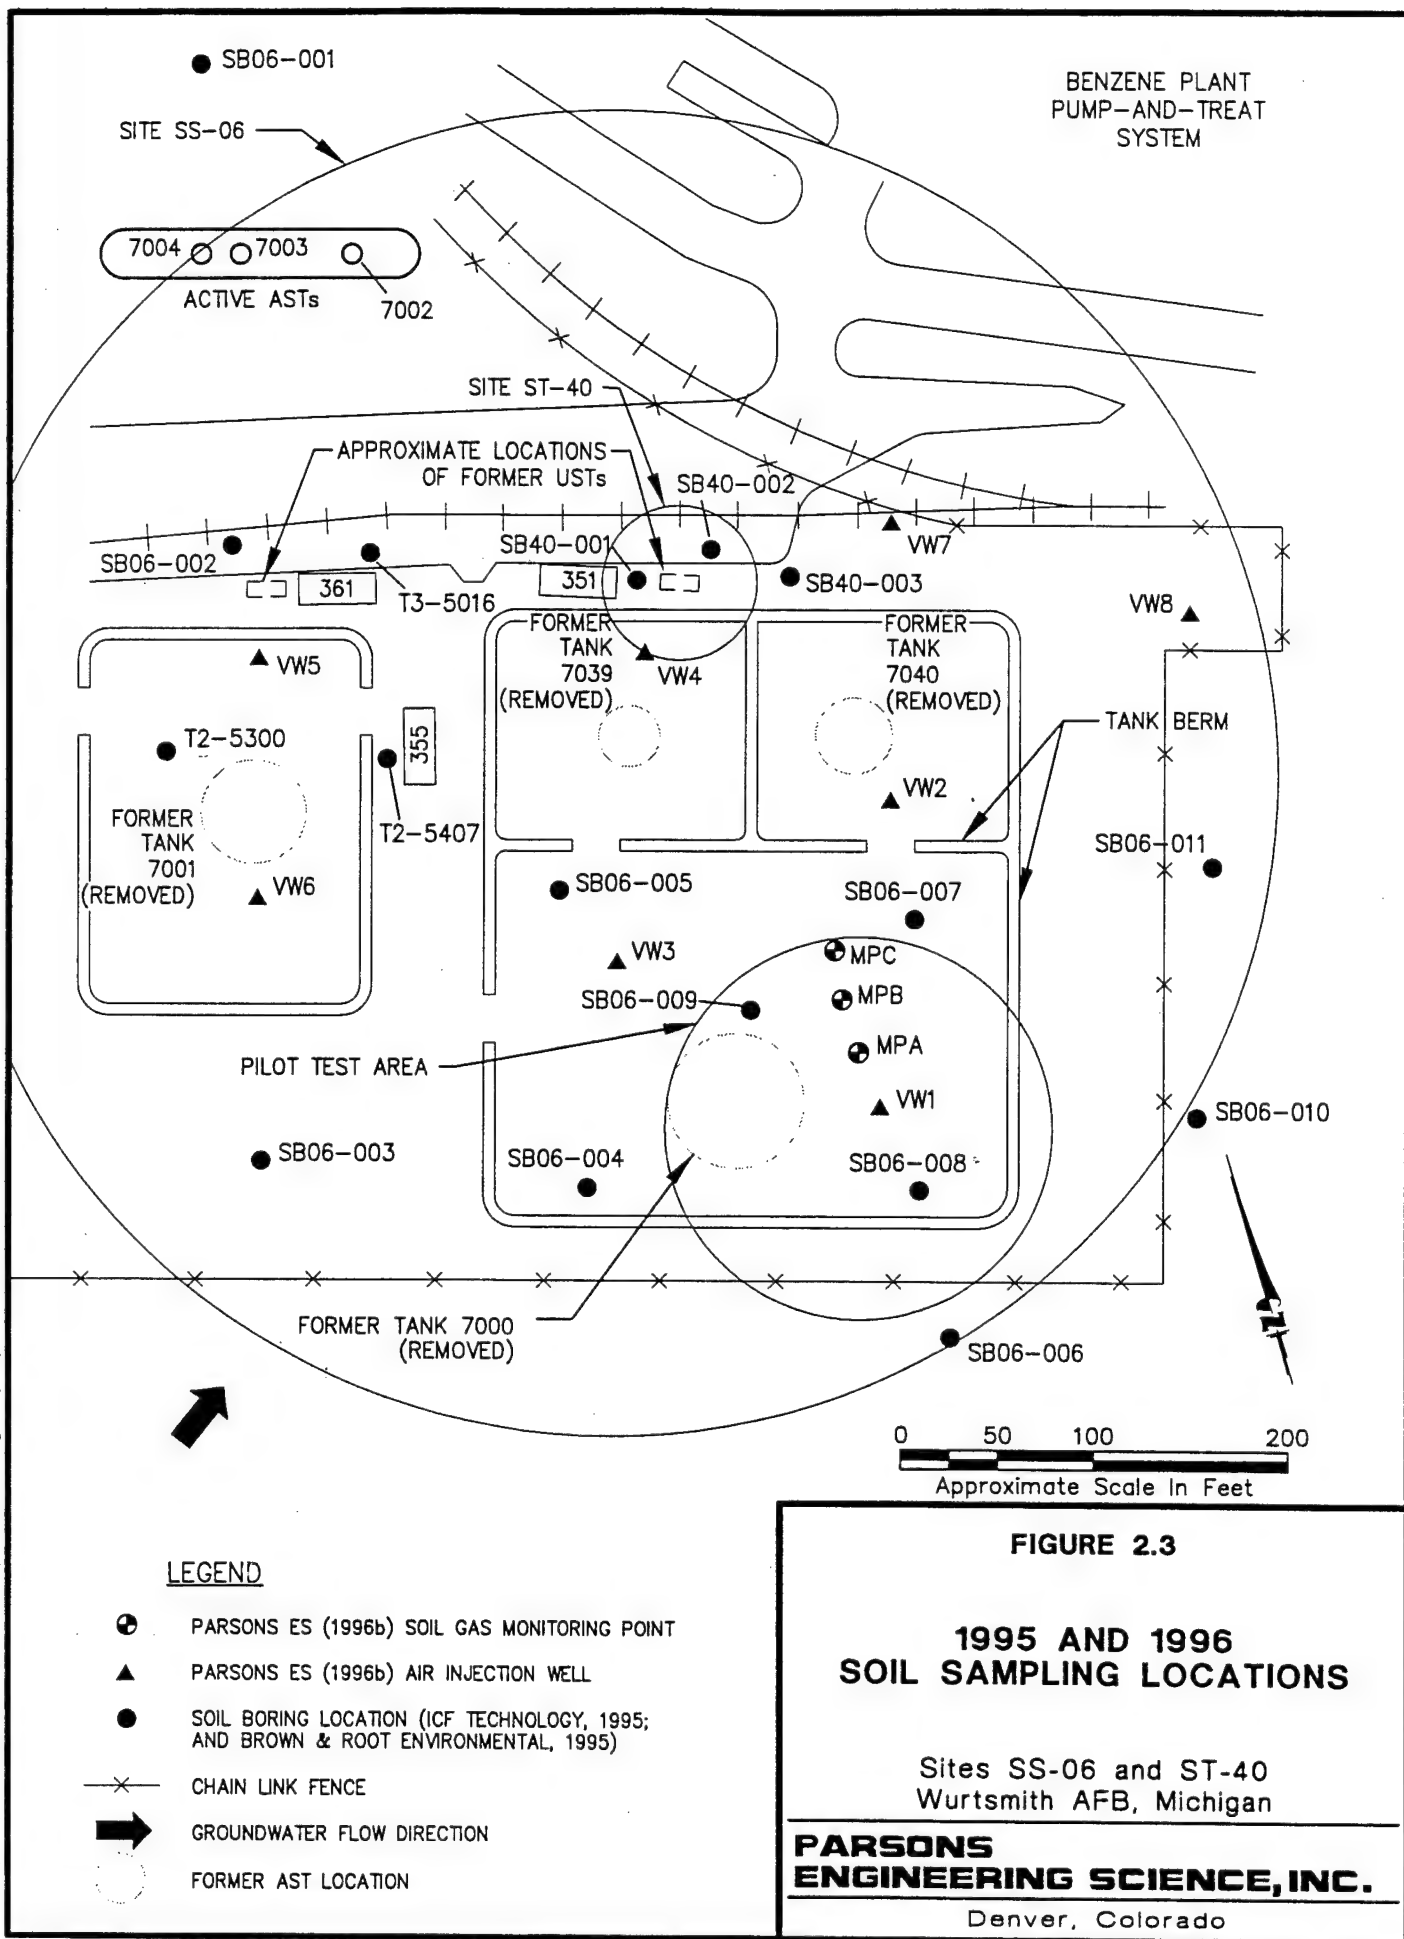 SB06-001
BENZENE PLANT
PUMP-AND-TREAT
SYSTEM
SITE SS-06
7004
7003
7002
ACTIVE ASTs
SITE ST-40
APPROXIMATE LOCATIONS
OF FORMER USTs
SB40-002
SB06-002
SB40-001
VW7
361
T3-5016
351
SB40-003
VW8
FORMER
TANK
7039
(REMOVED)
FORMER
TANK
7040
(REMOVED)
VW5
VW4
TANK BERM
T2-5300
355
VW2
FORMER
TANK
7001
(REMOVED)
T2-5407
SB06-011
VW6
SB06-005
SB06-007
VW3
MPC
SB06-009
MPB
MPA
PILOT TEST AREA
VW1
SB06-010
SB06-003
SB06-004
SB06-008
FORMER TANK 7000
(REMOVED)
SB06-006
N
0 50 100 200
Approximate Scale In Feet
LEGEND
PARSONS ES (1996b) SOIL GAS MONITORING POINT
PARSONS ES (1996b) AIR INJECTION WELL
SOIL BORING LOCATION (ICF TECHNOLOGY, 1995;
AND BROWN & ROOT ENVIRONMENTAL, 1995)
CHAIN LINK FENCE
GROUNDWATER FLOW DIRECTION
FORMER AST LOCATION
FIGURE 2.3
1995 AND 1996
SOIL SAMPLING LOCATIONS
Sites SS-06 and ST-40
Wurtsmith AFB, Michigan
PARSONS
ENGINEERING SCIENCE, INC.
Denver, Colorado